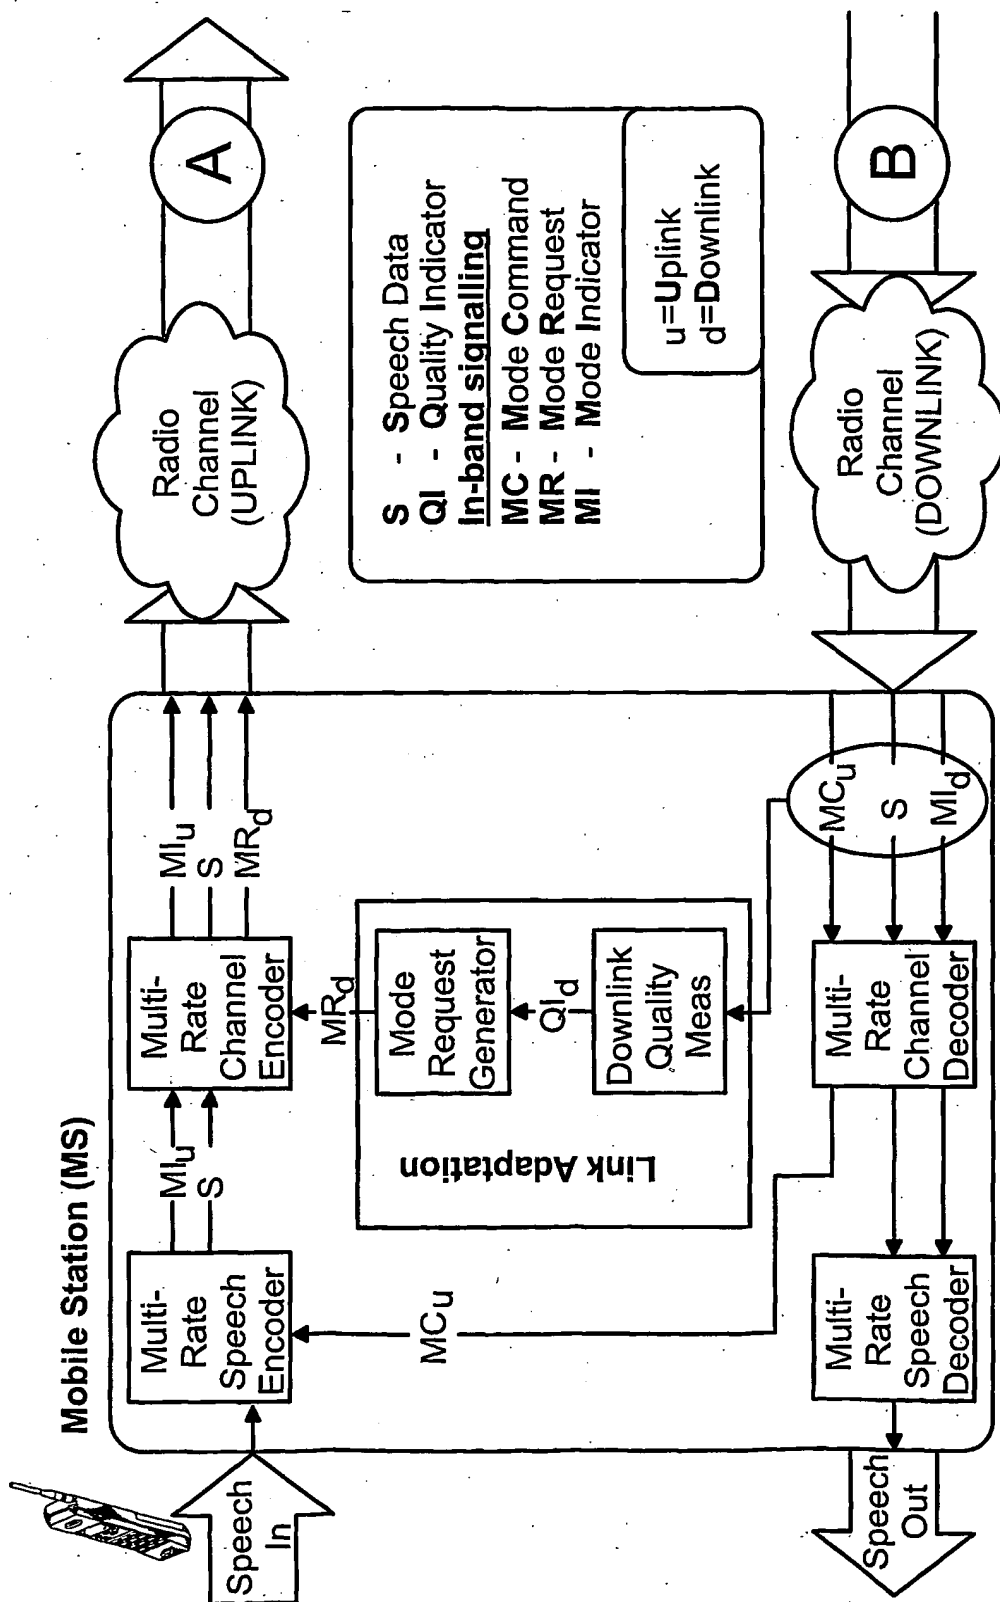 Mobile Station (MS)
Speech
In
Multi-
Rate
Speech
Encoder
MIu
S
Multi-
Rate
Channel
Encoder
MIu
S
MRd
Radio
Channel
(UPLINK)
A
MCu
Link Adaptation
MRd
Mode
Request
Generator
QId
Downlink
Quality
Meas
S - Speech Data
QI - Quality Indicator
In-band signalling
MC - Mode Command
MR - Mode Request
MI - Mode Indicator
u=Uplink
d=Downlink
Speech
Out
Multi-
Rate
Speech
Decoder
Multi-
Rate
Channel
Decoder
MCu
S
MId
Radio
Channel
(DOWNLINK)
B